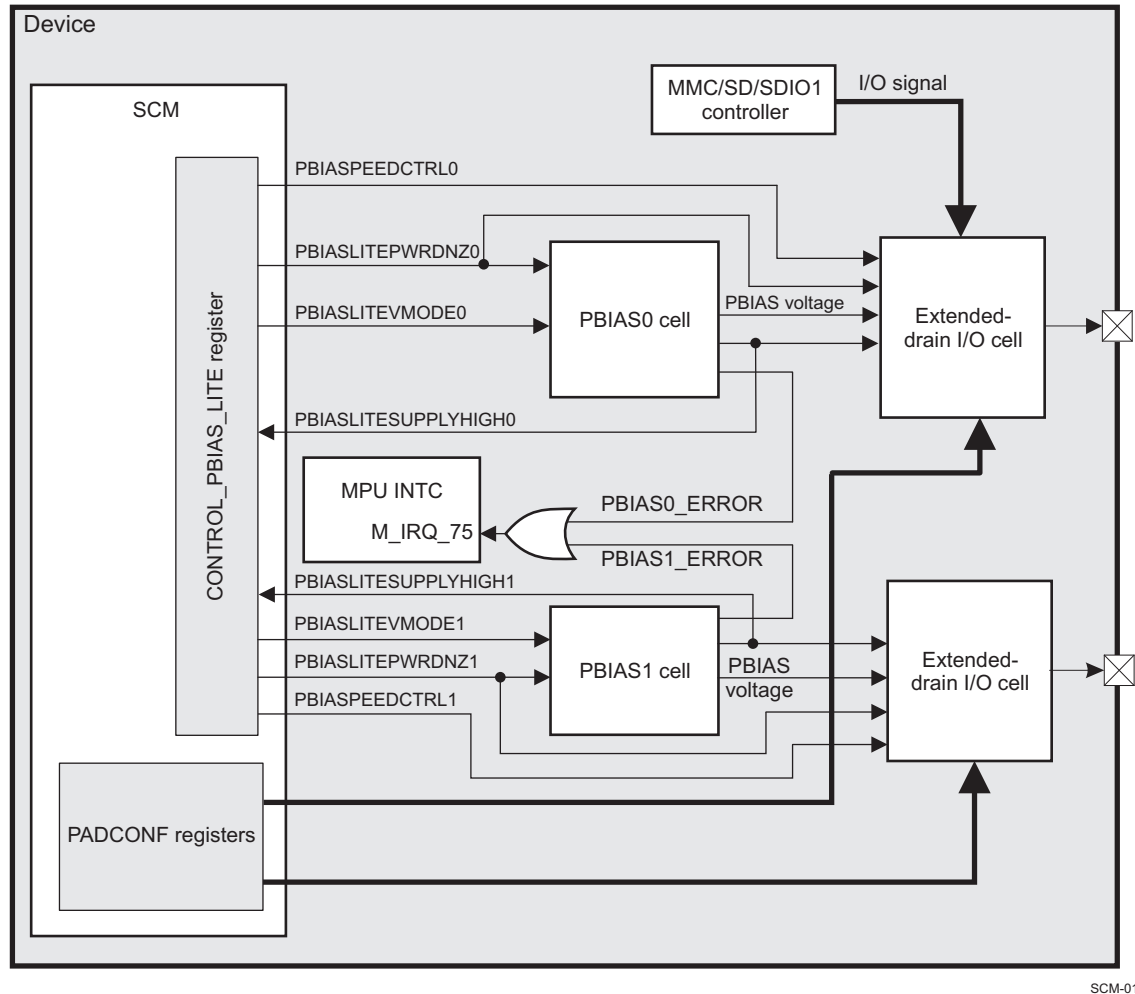 Device
SCM
MMC/SD/SDIO1
controller
I/O signal
CONTROL_PBIAS_LITE register
PBIASPEEDCTRL0
PBIASLITEPWRDNZ0
PBIASLITEVMODE0
PBIAS0 cell
PBIAS voltage
Extended-
drain I/O cell
PBIASLITESUPPLYHIGH0
MPU INTC
M_IRQ_75
PBIAS0_ERROR
PBIAS1_ERROR
PBIASLITESUPPLYHIGH1
PBIASLITEVMODE1
PBIASLITEPWRDNZ1
PBIASPEEDCTRL1
PBIAS1 cell
PBIAS
voltage
Extended-
drain I/O cell
PADCONF registers